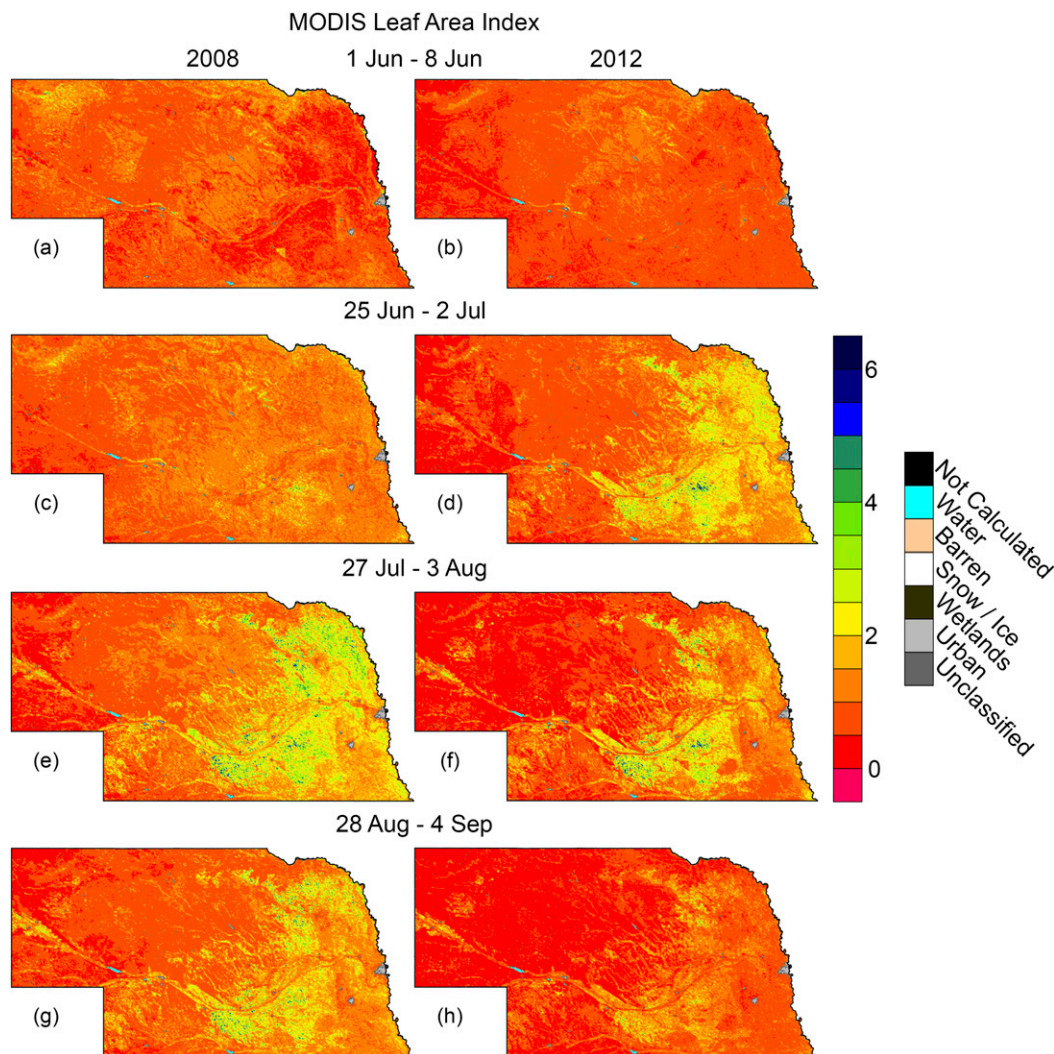 MODIS Leaf Area Index
2008 1 Jun - 8 Jun 2012
(a) (b)
25 Jun - 2 Jul
(c) (d)
27 Jul - 3 Aug
(e) (f)
28 Aug - 4 Sep
(g) (h)
6
4
2
0
Not Calculated
Water
Barren
Snow / Ice
Wetlands
Urban
Unclassified